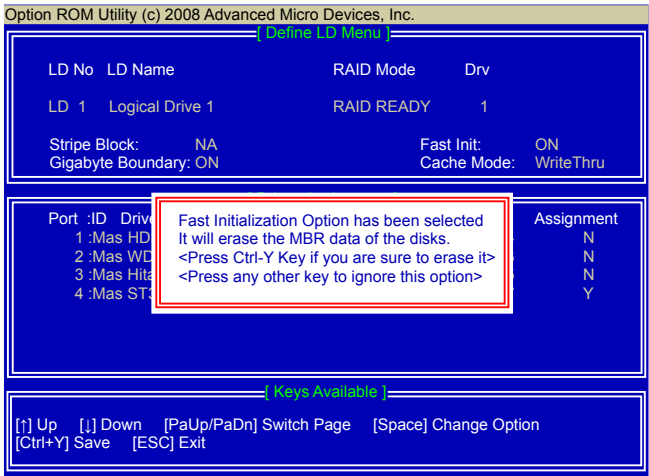 Option ROM Utility (c) 2008 Advanced Micro Devices, Inc.
[ Define LD Menu ]
LD No LD Name RAID Mode Drv
LD 1 Logical Drive 1 RAID READY 1
Stripe Block: NA Fast Init: ON
Gigabyte Boundary: ON Cache Mode: WriteThru
Port :ID Drive Assignment
1 :Mas HD N
2 :Mas WD N
3 :Mas Hita N
4 :Mas ST3 Y
Fast Initialization Option has been selected
It will erase the MBR data of the disks.
<Press Ctrl-Y Key if you are sure to erase it>
<Press any other key to ignore this option>
[ Keys Available ]
[↑] Up [↓] Down [PaUp/PaDn] Switch Page [Space] Change Option
[Ctrl+Y] Save [ESC] Exit